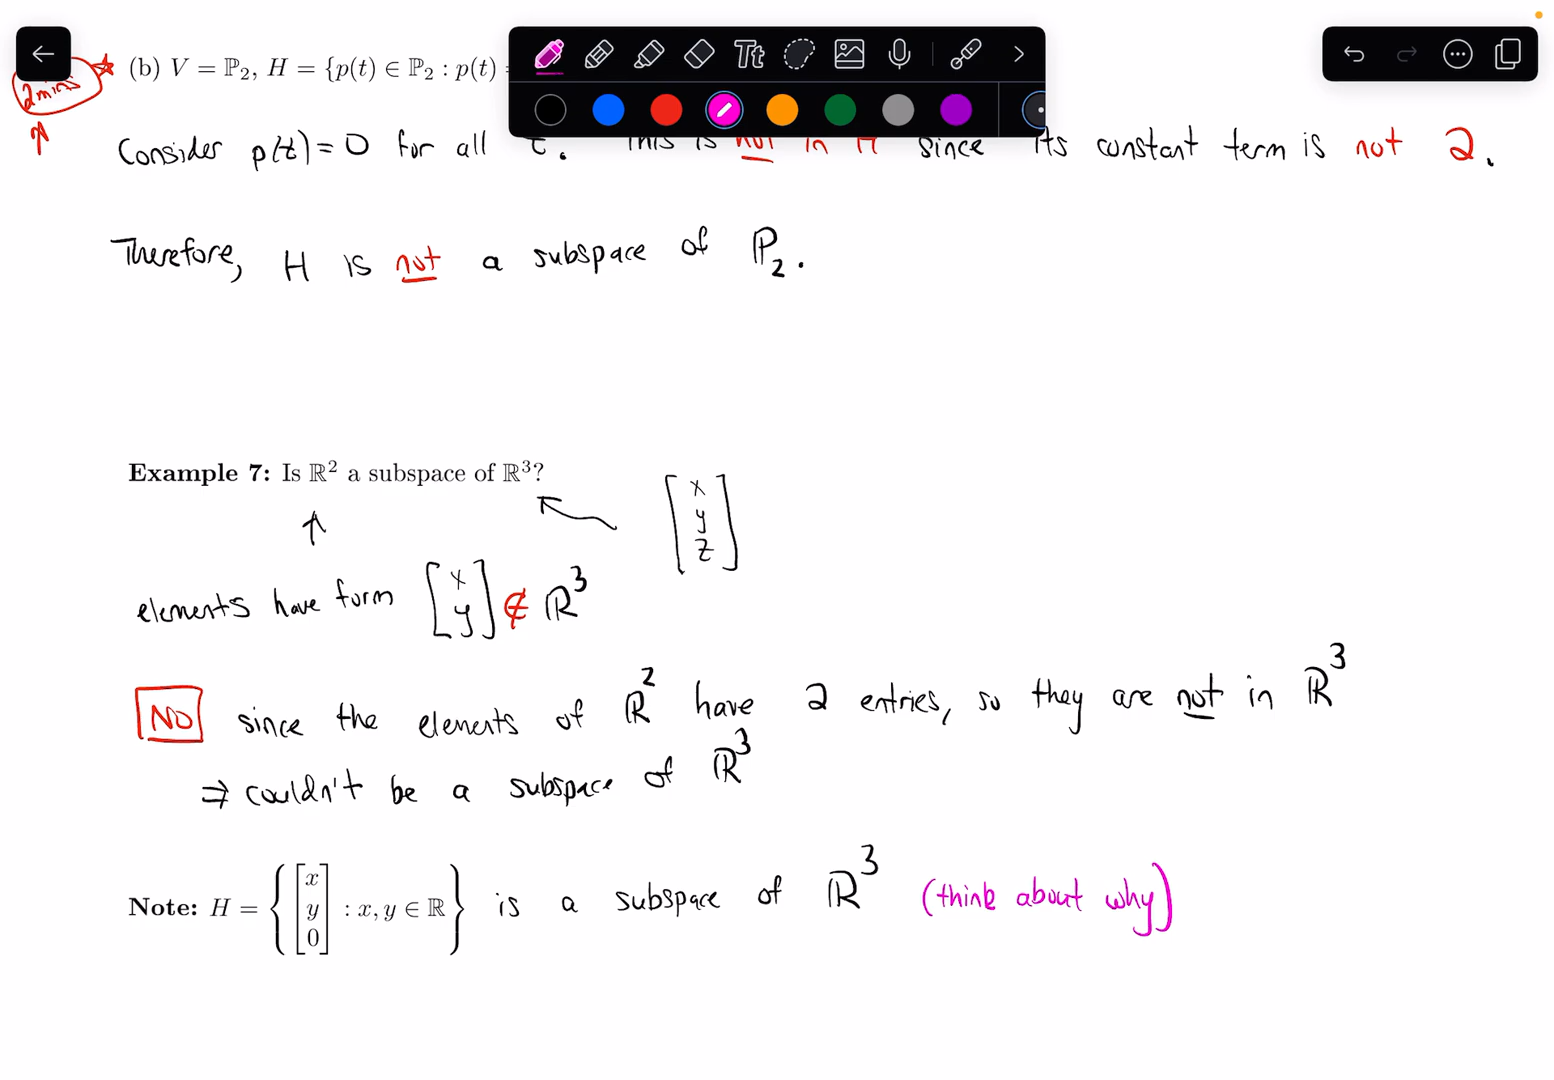 2 mins
(b) V = ℙ₂, H = {p(t) ∈ ℙ₂ : p(t)
Tt
Consider p(t) = 0 for all t. This is not in H since its constant term is not 2.
Therefore, H is not a subspace of ℙ₂.
Example 7: Is ℝ² a subspace of ℝ³?
[x y z]
elements have form [x y] ∉ ℝ³
NO since the elements of ℝ² have 2 entries, so they are not in ℝ³
⇒ couldn't be a subspace of ℝ³
Note: H = {[x y 0] : x, y ∈ ℝ} is a subspace of ℝ³ (think about why)